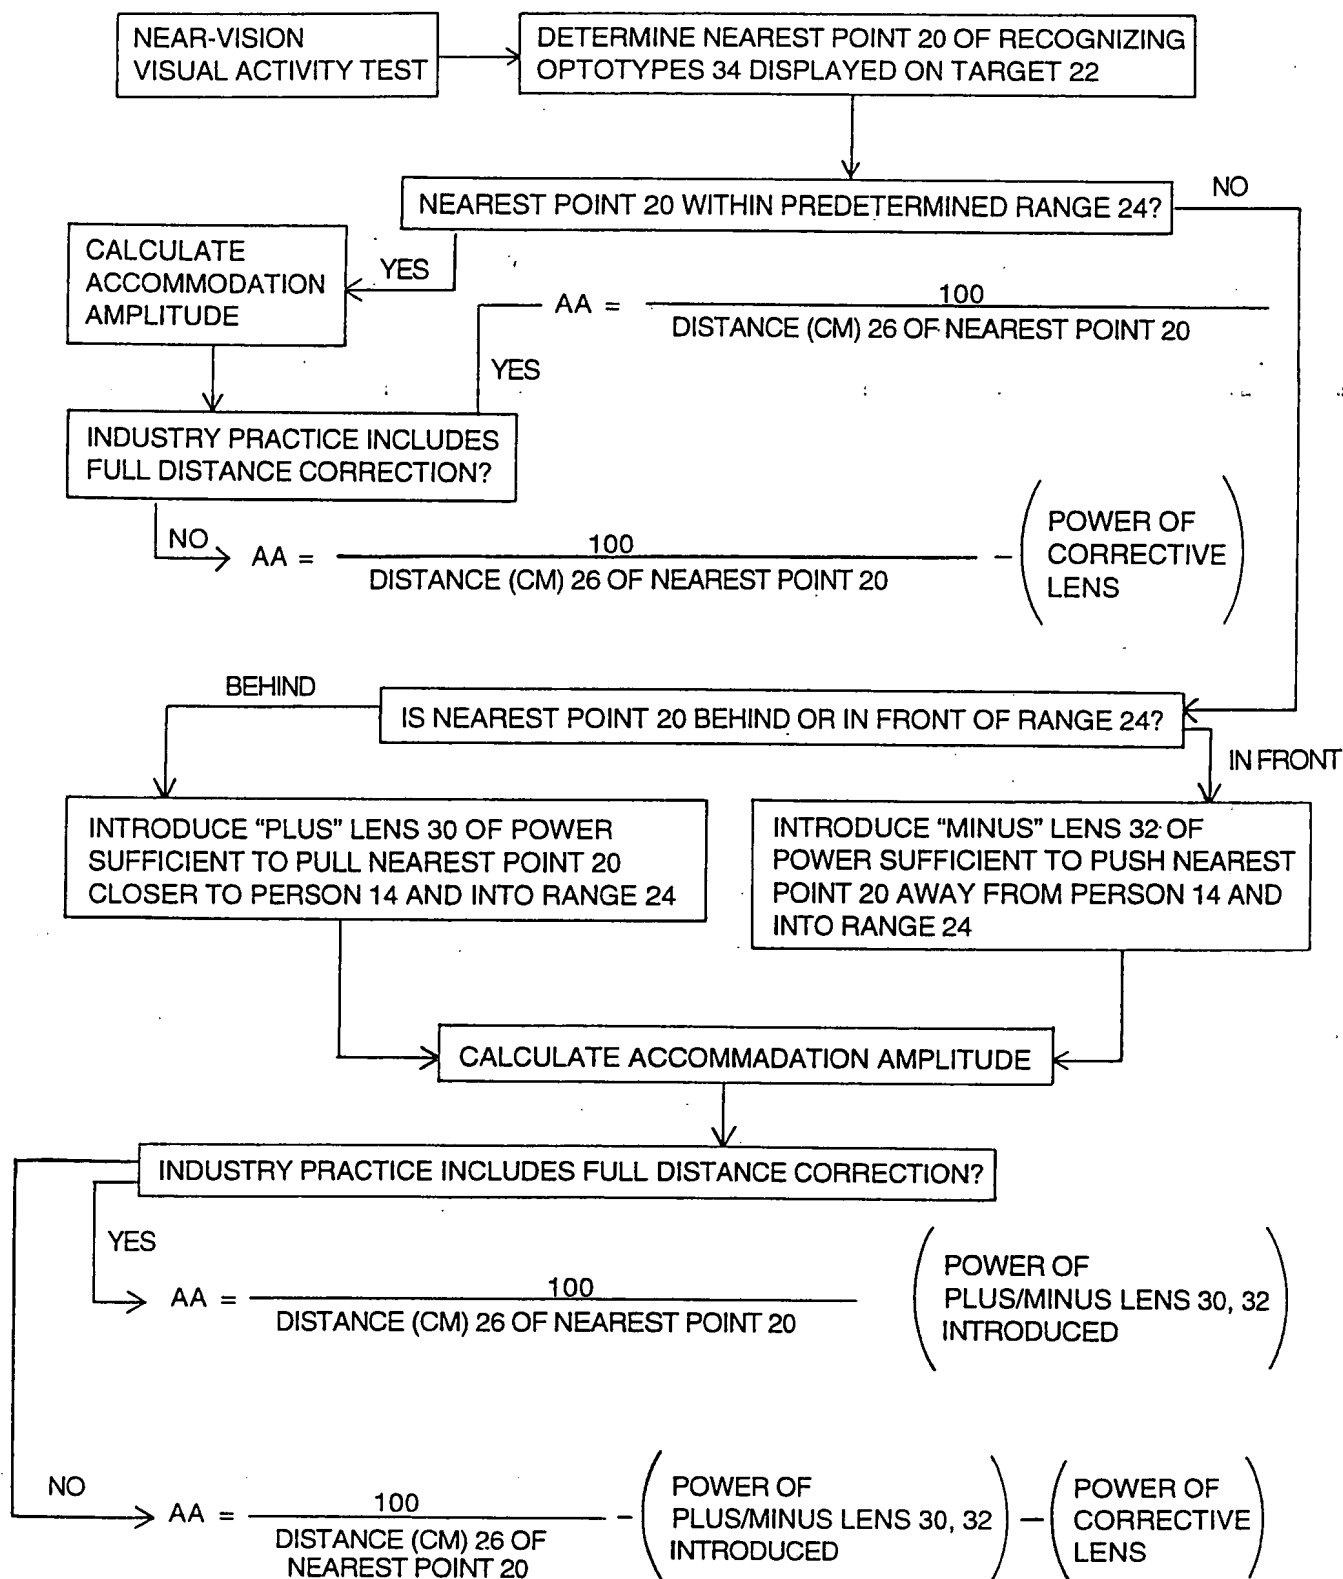 NEAR-VISION
VISUAL ACTIVITY TEST
DETERMINE NEAREST POINT 20 OF RECOGNIZING
OPTOTYPES 34 DISPLAYED ON TARGET 22
NEAREST POINT 20 WITHIN PREDETERMINED RANGE 24?
NO
YES
CALCULATE
ACCOMMODATION
AMPLITUDE
AA =
100
DISTANCE (CM) 26 OF NEAREST POINT 20
YES
INDUSTRY PRACTICE INCLUDES
FULL DISTANCE CORRECTION?
NO
AA =
100
DISTANCE (CM) 26 OF NEAREST POINT 20
– (
POWER OF
CORRECTIVE
LENS
)
BEHIND
IS NEAREST POINT 20 BEHIND OR IN FRONT OF RANGE 24?
IN FRONT
INTRODUCE “PLUS” LENS 30 OF POWER
SUFFICIENT TO PULL NEAREST POINT 20
CLOSER TO PERSON 14 AND INTO RANGE 24
INTRODUCE “MINUS” LENS 32 OF
POWER SUFFICIENT TO PUSH NEAREST
POINT 20 AWAY FROM PERSON 14 AND
INTO RANGE 24
CALCULATE ACCOMMADATION AMPLITUDE
INDUSTRY PRACTICE INCLUDES FULL DISTANCE CORRECTION?
YES
AA =
100
DISTANCE (CM) 26 OF NEAREST POINT 20
(
POWER OF
PLUS/MINUS LENS 30, 32
INTRODUCED
)
NO
AA =
100
DISTANCE (CM) 26 OF
NEAREST POINT 20
– (
POWER OF
PLUS/MINUS LENS 30, 32
INTRODUCED
) – (
POWER OF
CORRECTIVE
LENS
)